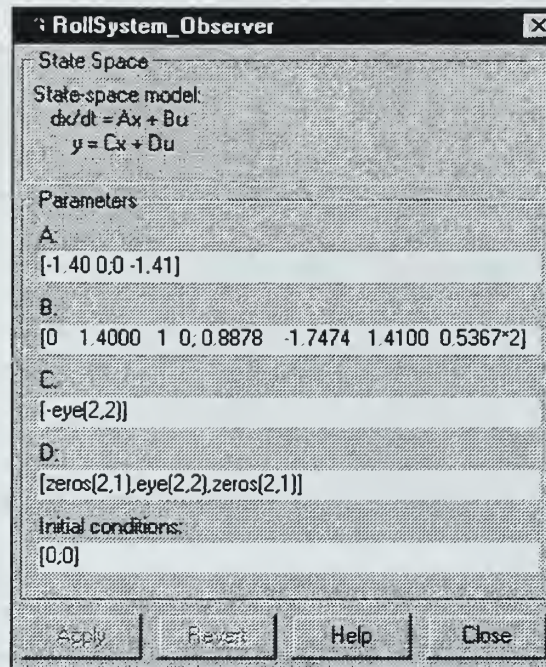 RollSystem_Observer
State Space
State-space model:
dx/dt = Ax + Bu
y = Cx + Du
Parameters
A:
[-1.40 0;0 -1.41]
B:
[0 1.4000 1 0; 0.8878 -1.7474 1.4100 0.5367*2]
C:
[-eye(2,2)]
D:
[zeros(2,1),eye(2,2),zeros(2,1)]
Initial conditions:
[0;0]
Apply Revert Help Close